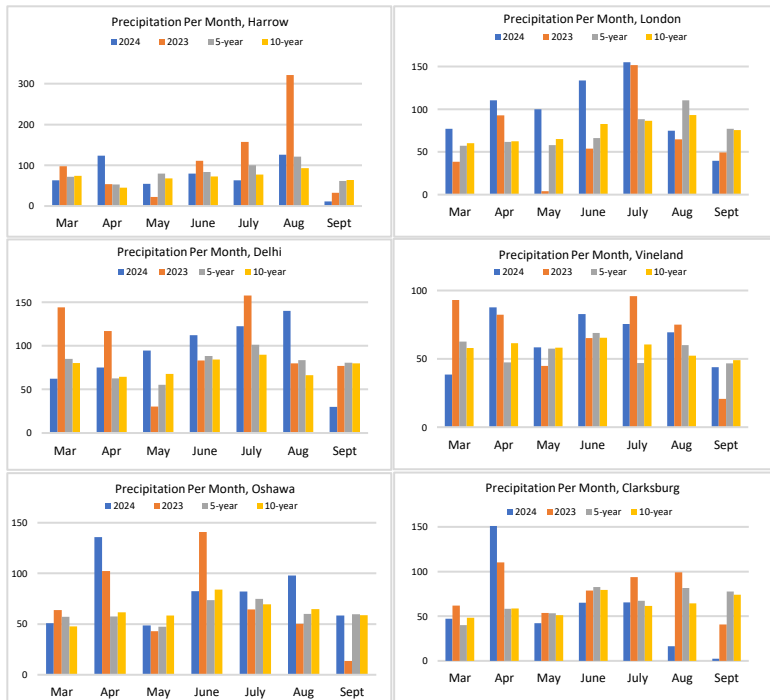 Precipitation Per Month, Harrow
2024 2023 5-year 10-year
300
200
100
0
Mar Apr May June July Aug Sept
Precipitation Per Month, London
2024 2023 5-year 10-year
150
100
50
0
Mar Apr May June July Aug Sept
Precipitation Per Month, Delhi
2024 2023 5-year 10-year
150
100
50
0
Mar Apr May June July Aug Sept
Precipitation Per Month, Vineland
2024 2023 5-year 10-year
100
50
0
Mar Apr May June July Aug Sept
Precipitation Per Month, Oshawa
2024 2023 5-year 10-year
150
100
50
0
Mar Apr May June July Aug Sept
Precipitation Per Month, Clarksburg
2024 2023 5-year 10-year
150
100
50
0
Mar Apr May June July Aug Sept